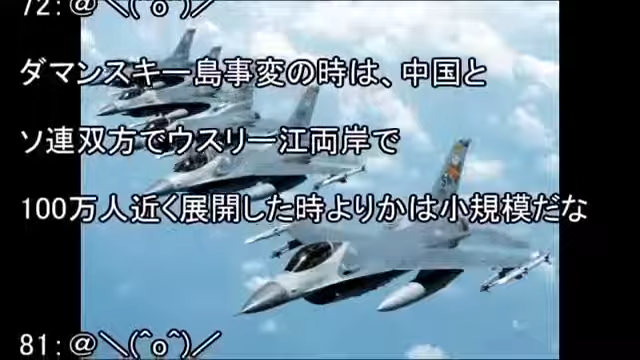 72：@＼(^o^)／
ダマンスキー島事変の時は、中国と
ソ連双方でウスリー江両岸で
100万人近く展開した時よりかは小規模だな
81：@＼(^o^)／